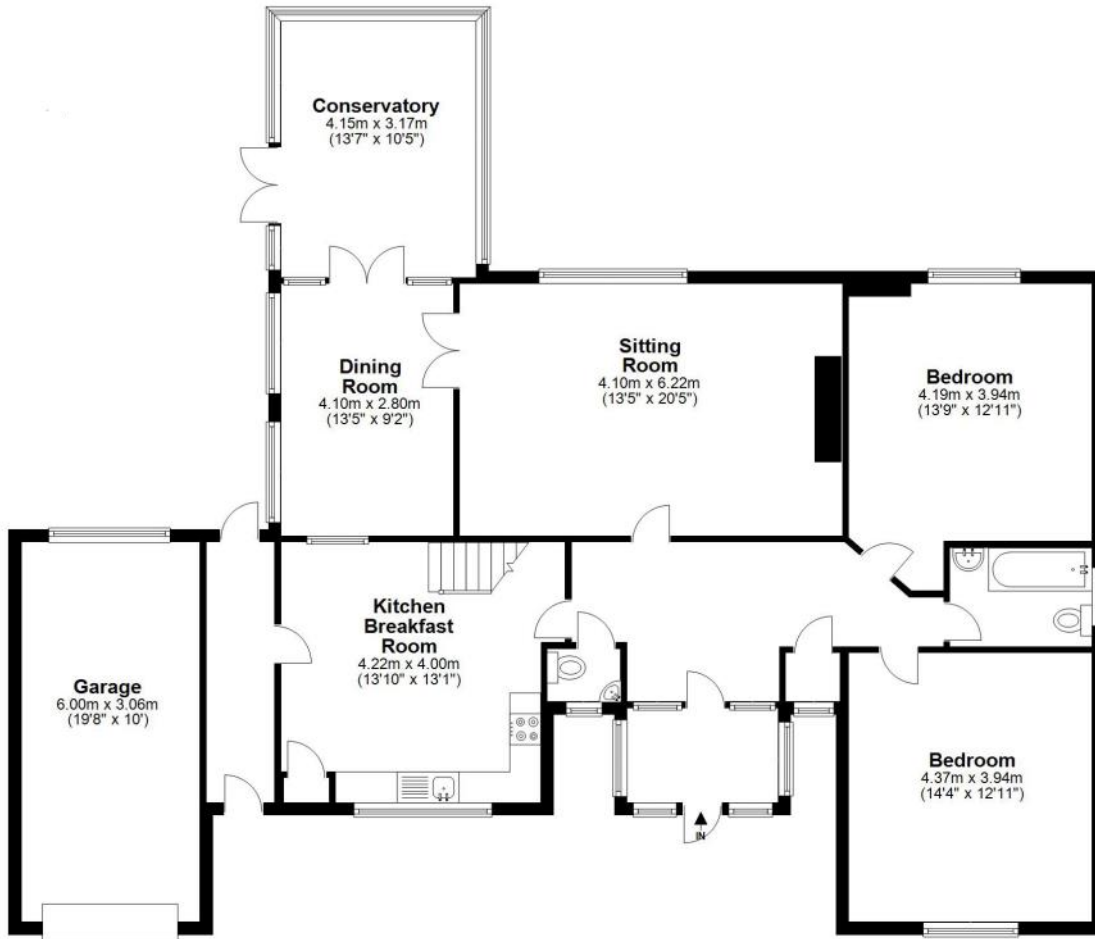 Conservatory
4.15m x 3.17m
(13'7" x 10'5")
Dining
Room
4.10m x 2.80m
(13'5" x 9'2")
Sitting
Room
4.10m x 6.22m
(13'5" x 20'5")
Bedroom
4.19m x 3.94m
(13'9" x 12'11")
Kitchen
Breakfast
Room
4.22m x 4.00m
(13'10" x 13'1")
Garage
6.00m x 3.06m
(19'8" x 10')
Bedroom
4.37m x 3.94m
(14'4" x 12'11")
IN